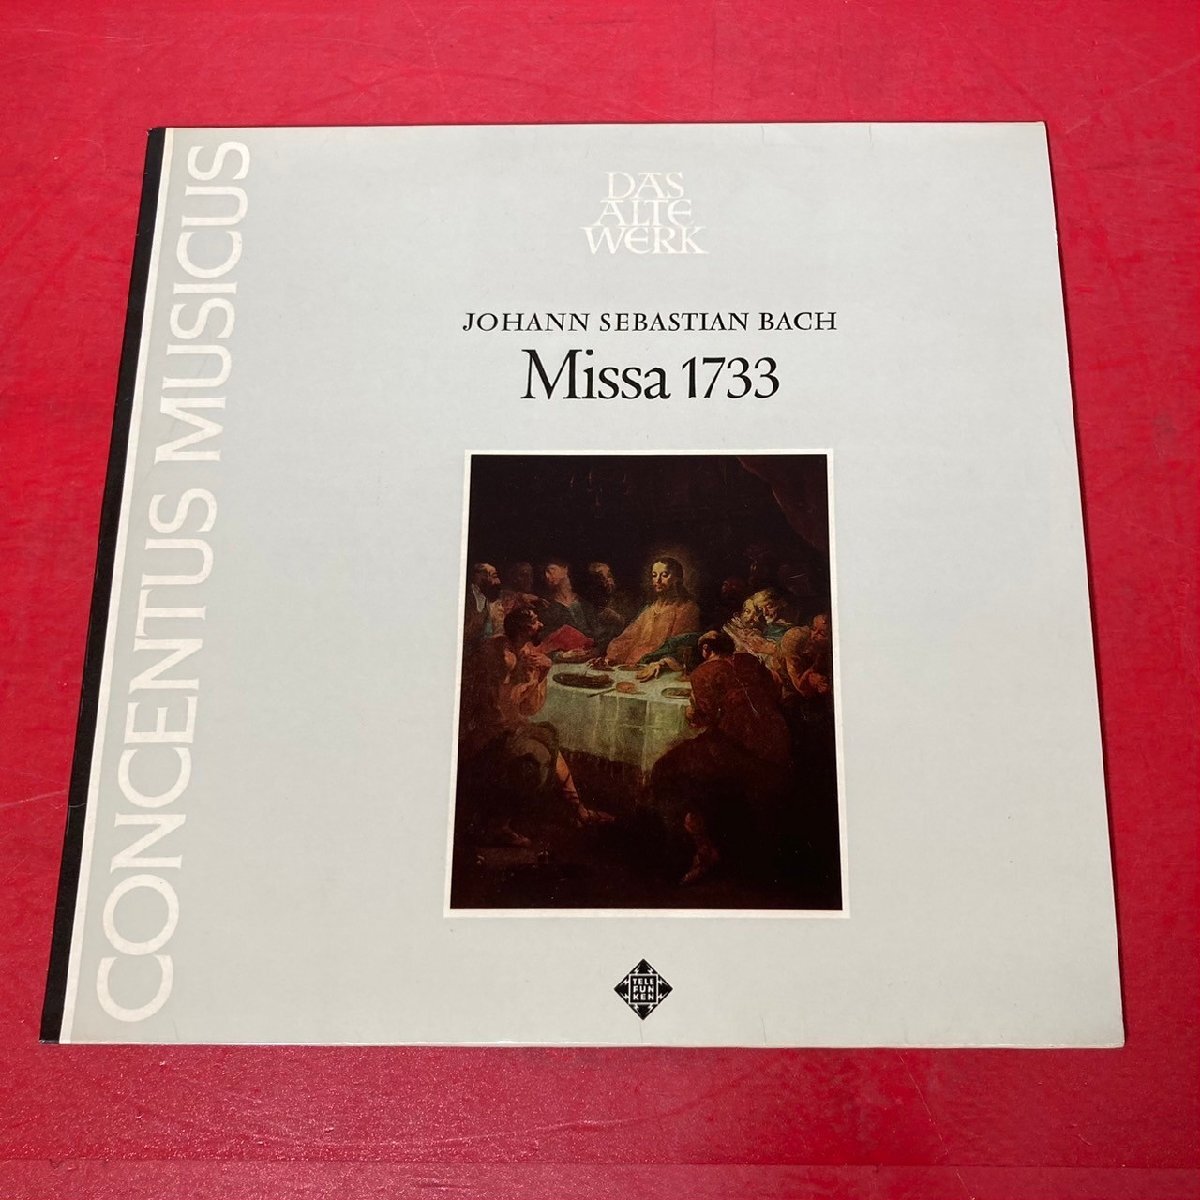 CONCENTUS MUSICUS
DAS
ALTE
WERK
JOHANN SEBASTIAN BACH
Missa 1733
TELE
FUN
KEN